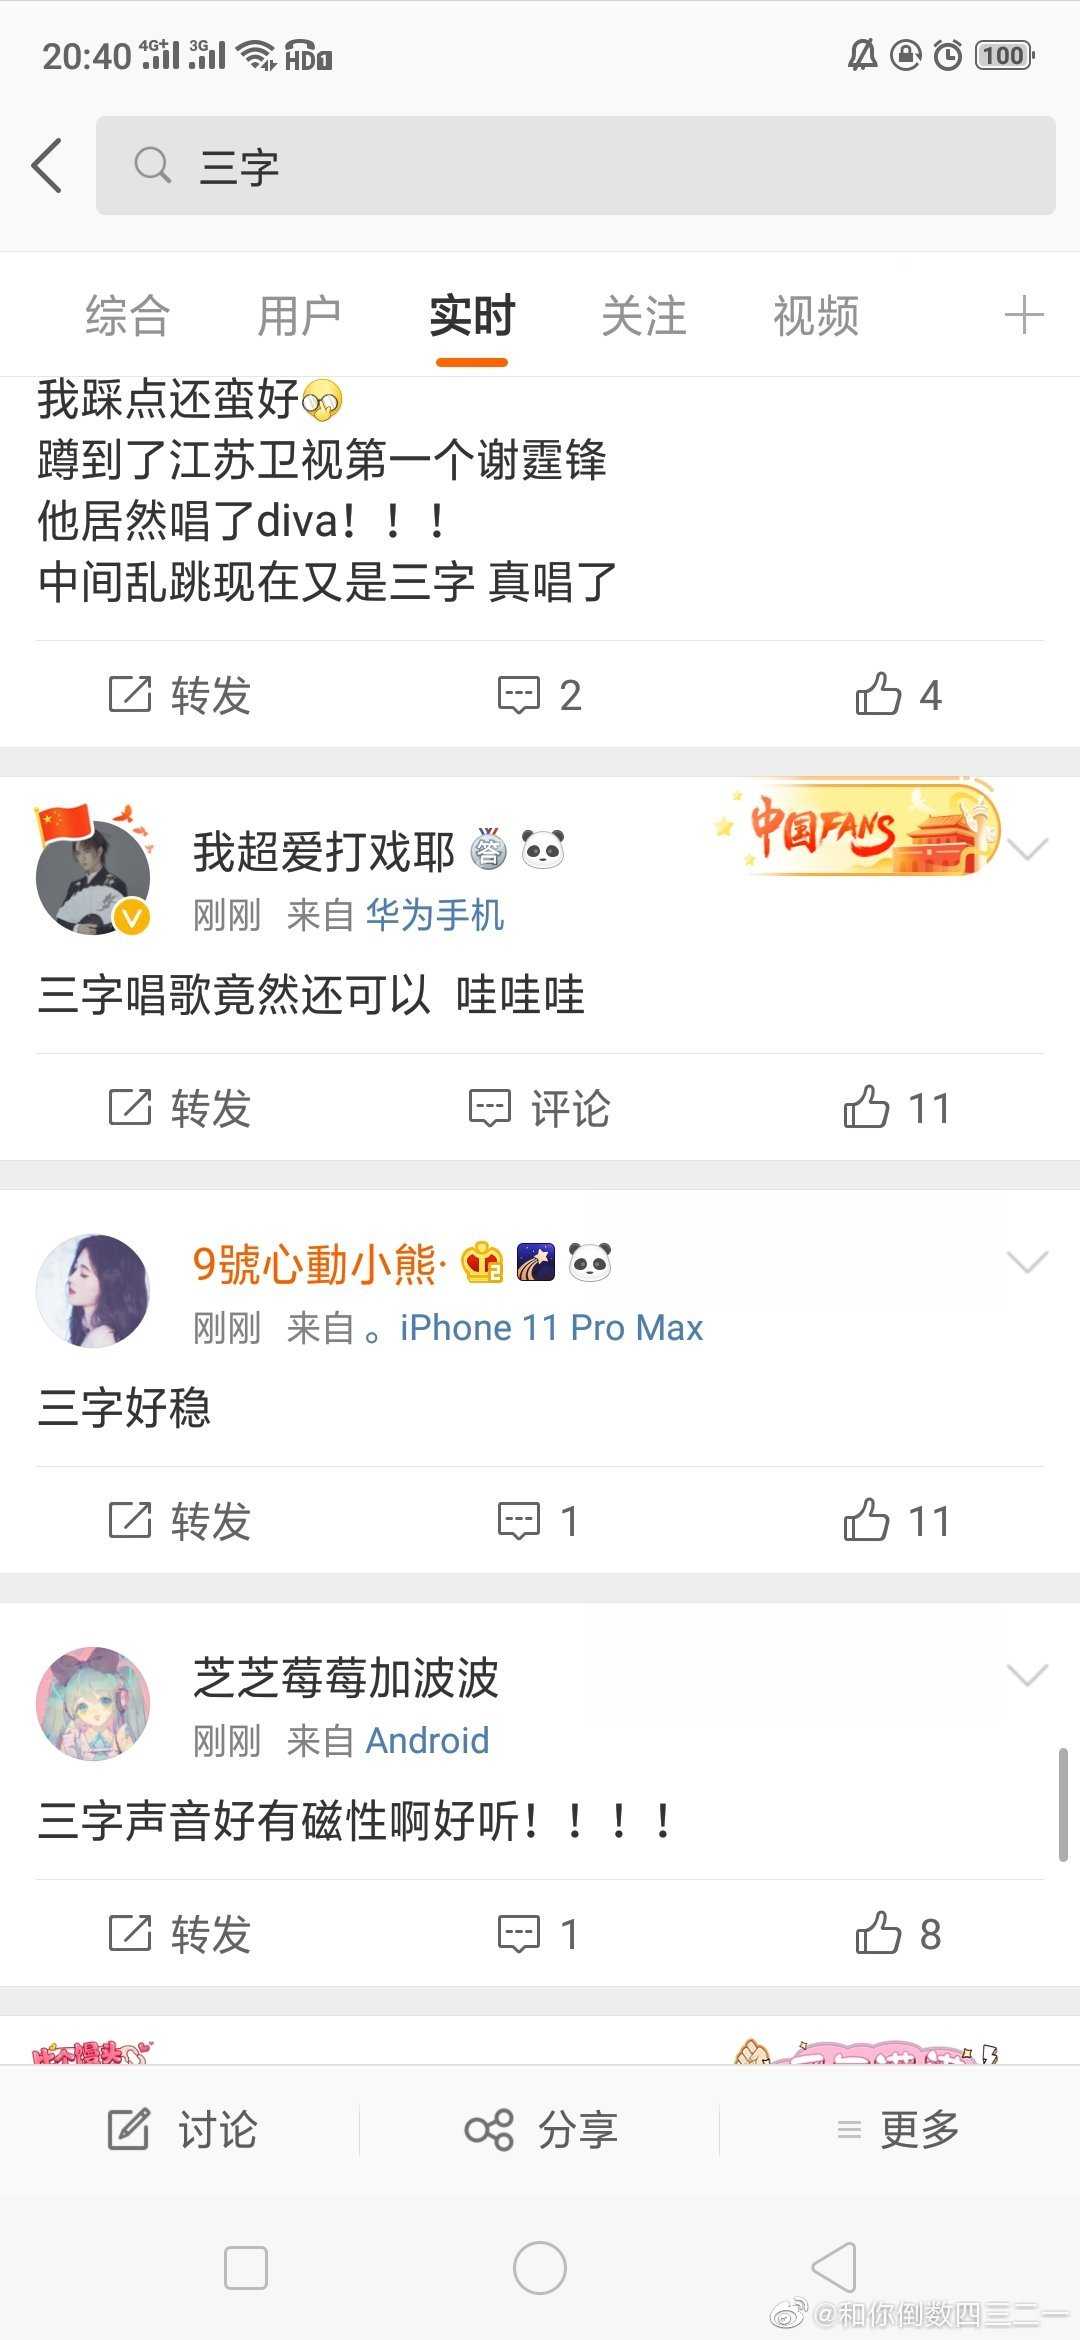 20:40 4G+ 3G HD1 100
三字
综合 用户 实时 关注 视频
我踩点还蛮好
蹲到了江苏卫视第一个谢霆锋
他居然唱了diva！！！
中间乱跳现在又是三字 真唱了
转发 2 4
我超爱打戏耶 答
中国FANS
刚刚 来自 华为手机
三字唱歌竟然还可以 哇哇哇
转发 评论 11
9號心動小熊·
刚刚 来自 。iPhone 11 Pro Max
三字好稳
转发 1 11
芝芝莓莓加波波
刚刚 来自 Android
三字声音好有磁性啊好听！！！！
转发 1 8
讨论 分享 更多
@和你倒数四三二一